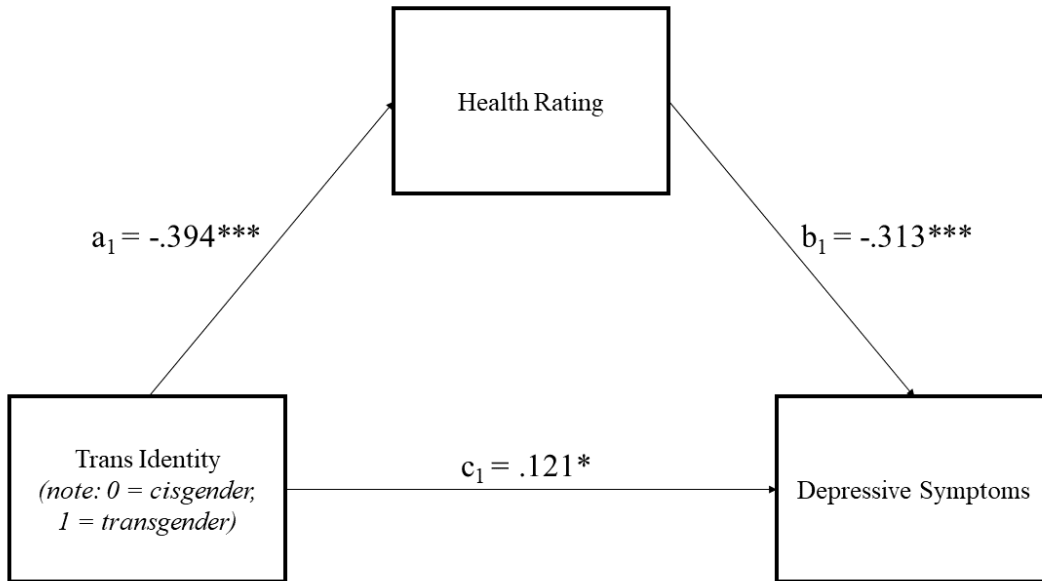 Health Rating
a₁ = -.394***
b₁ = -.313***
Trans Identity
(note: 0 = cisgender,
1 = transgender)
c₁ = .121*
Depressive Symptoms